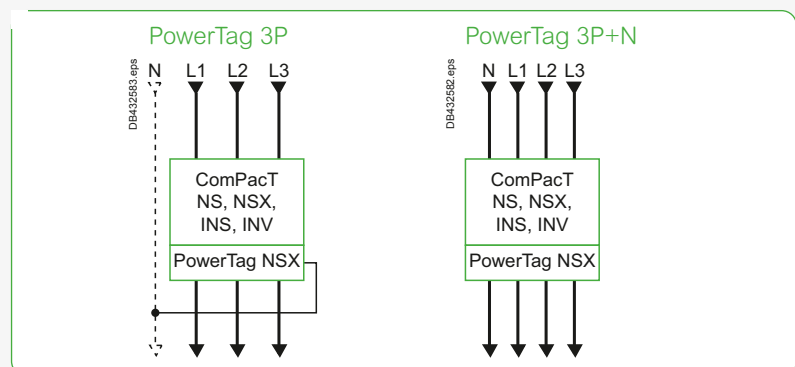 PowerTag 3P
DB432583.eps
N L1 L2 L3
ComPacT
NS, NSX,
INS, INV
PowerTag NSX
PowerTag 3P+N
DB432582.eps
N L1 L2 L3
ComPacT
NS, NSX,
INS, INV
PowerTag NSX